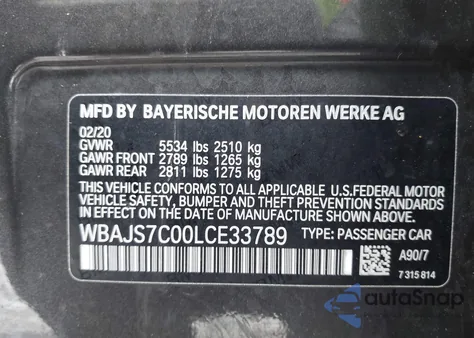 MFD BY BAYERISCHE MOTOREN WERKE AG
02/20
GVWR 5534 lbs 2510 kg
GAWR FRONT 2789 lbs 1265 kg
GAWR REAR 2811 lbs 1275 kg
THIS VEHICLE CONFORMS TO ALL APPLICABLE U.S.FEDERAL MOTOR
VEHICLE SAFETY, BUMPER AND THEFT PREVENTION STANDARDS
IN EFFECT ON THE DATE OF MANUFACTURE SHOWN ABOVE.
WBAJS7C00LCE33789 TYPE: PASSENGER CAR
A90/7
7 315 814
autoSnap
by Carfast